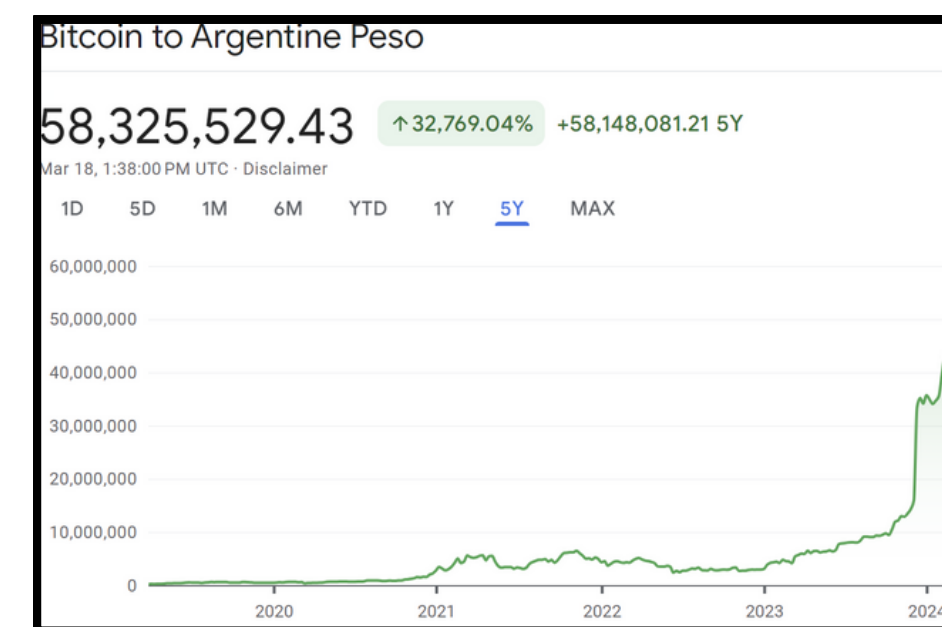 Bitcoin to Argentine Peso
58,325,529.43 ↑32,769.04% +58,148,081.21 5Y
Mar 18, 1:38:00 PM UTC · Disclaimer
1D 5D 1M 6M YTD 1Y 5Y MAX
60,000,000
50,000,000
40,000,000
30,000,000
20,000,000
10,000,000
0
2020 2021 2022 2023 2024